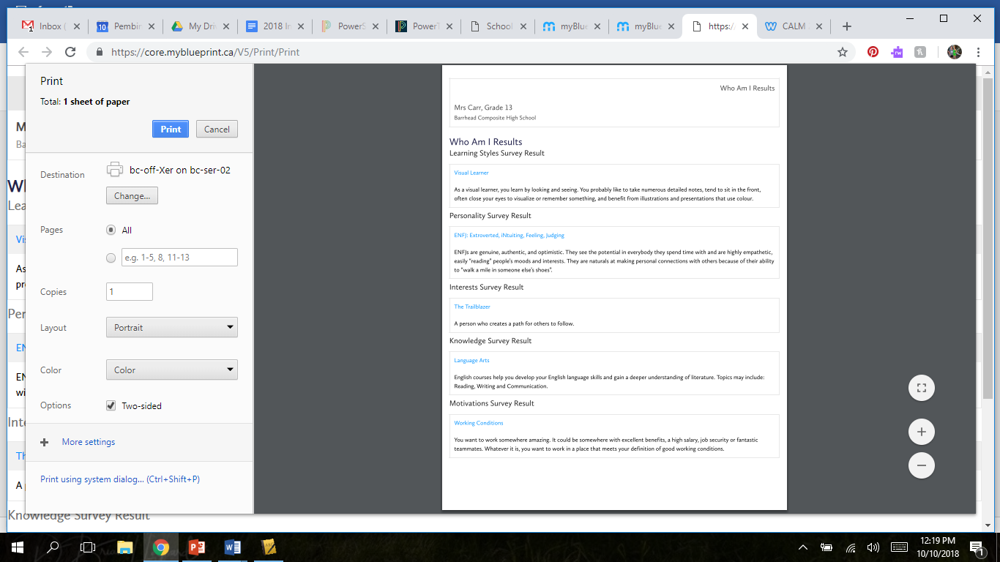 Inbox (
Pembin
My Driv
2018 In
PowerS
PowerT
School
myBlue
myBlue
https:/
CALM
https://core.myblueprint.ca/V5/Print/Print
Print
Total: 1 sheet of paper
Print
Cancel
Destination
bc-off-Xer on bc-ser-02
Change...
Pages
All
e.g. 1-5, 8, 11-13
Copies
1
Layout
Portrait
Color
Color
Options
Two-sided
More settings
Print using system dialog... (Ctrl+Shift+P)
Who Am I Results
Mrs Carr, Grade 13
Barrhead Composite High School
Who Am I Results
Learning Styles Survey Result
Visual Learner
As a visual learner, you learn by looking and seeing. You probably like to take numerous detailed notes, tend to sit in the front,
often close your eyes to visualize or remember something, and benefit from illustrations and presentations that use colour.
Personality Survey Result
ENFJ: Extroverted, iNtuiting, Feeling, Judging
ENFJs are genuine, authentic, and optimistic. They see the potential in everybody they spend time with and are highly empathetic,
easily "reading" people's moods and interests. They are naturals at making personal connections with others because of their ability
to "walk a mile in someone else's shoes".
Interests Survey Result
The Trailblazer
A person who creates a path for others to follow.
Knowledge Survey Result
Language Arts
English courses help you develop your English language skills and gain a deeper understanding of literature. Topics may include:
Reading, Writing and Communication.
Motivations Survey Result
Working Conditions
You want to work somewhere amazing. It could be somewhere with excellent benefits, a high salary, job security or fantastic
teammates. Whatever it is, you want to work in a place that meets your definition of good working conditions.
Knowledge Survey Result
12:19 PM
10/10/2018